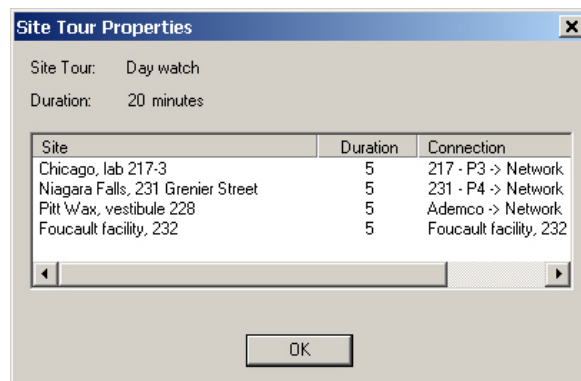 Site Tour Properties
Site Tour: Day watch
Duration: 20 minutes
Site Duration Connection
Chicago, lab 217-3 5 217 - P3 -> Network
Niagara Falls, 231 Grenier Street 5 231 - P4 -> Network
Pitt Wax, vestibule 228 5 Ademco -> Network
Foucault facility, 232 5 Foucault facility, 232
OK